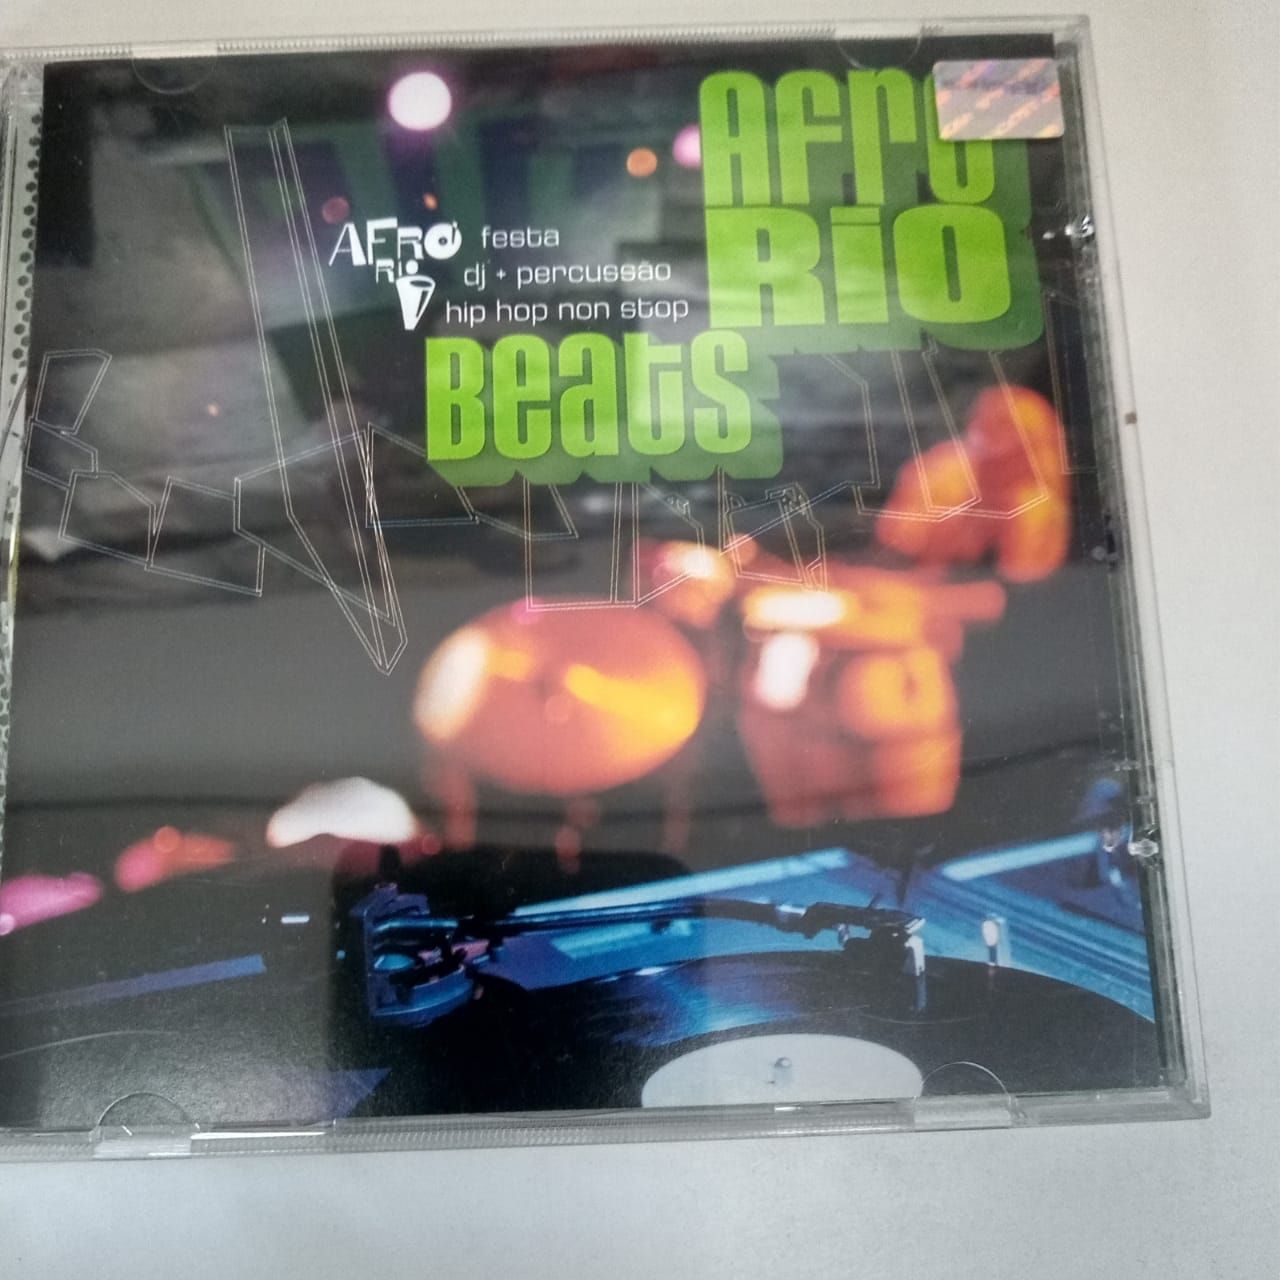 AFRO
RIO
BEATS
AFRO
RIO
festa
dj + percussão
hip hop non stop